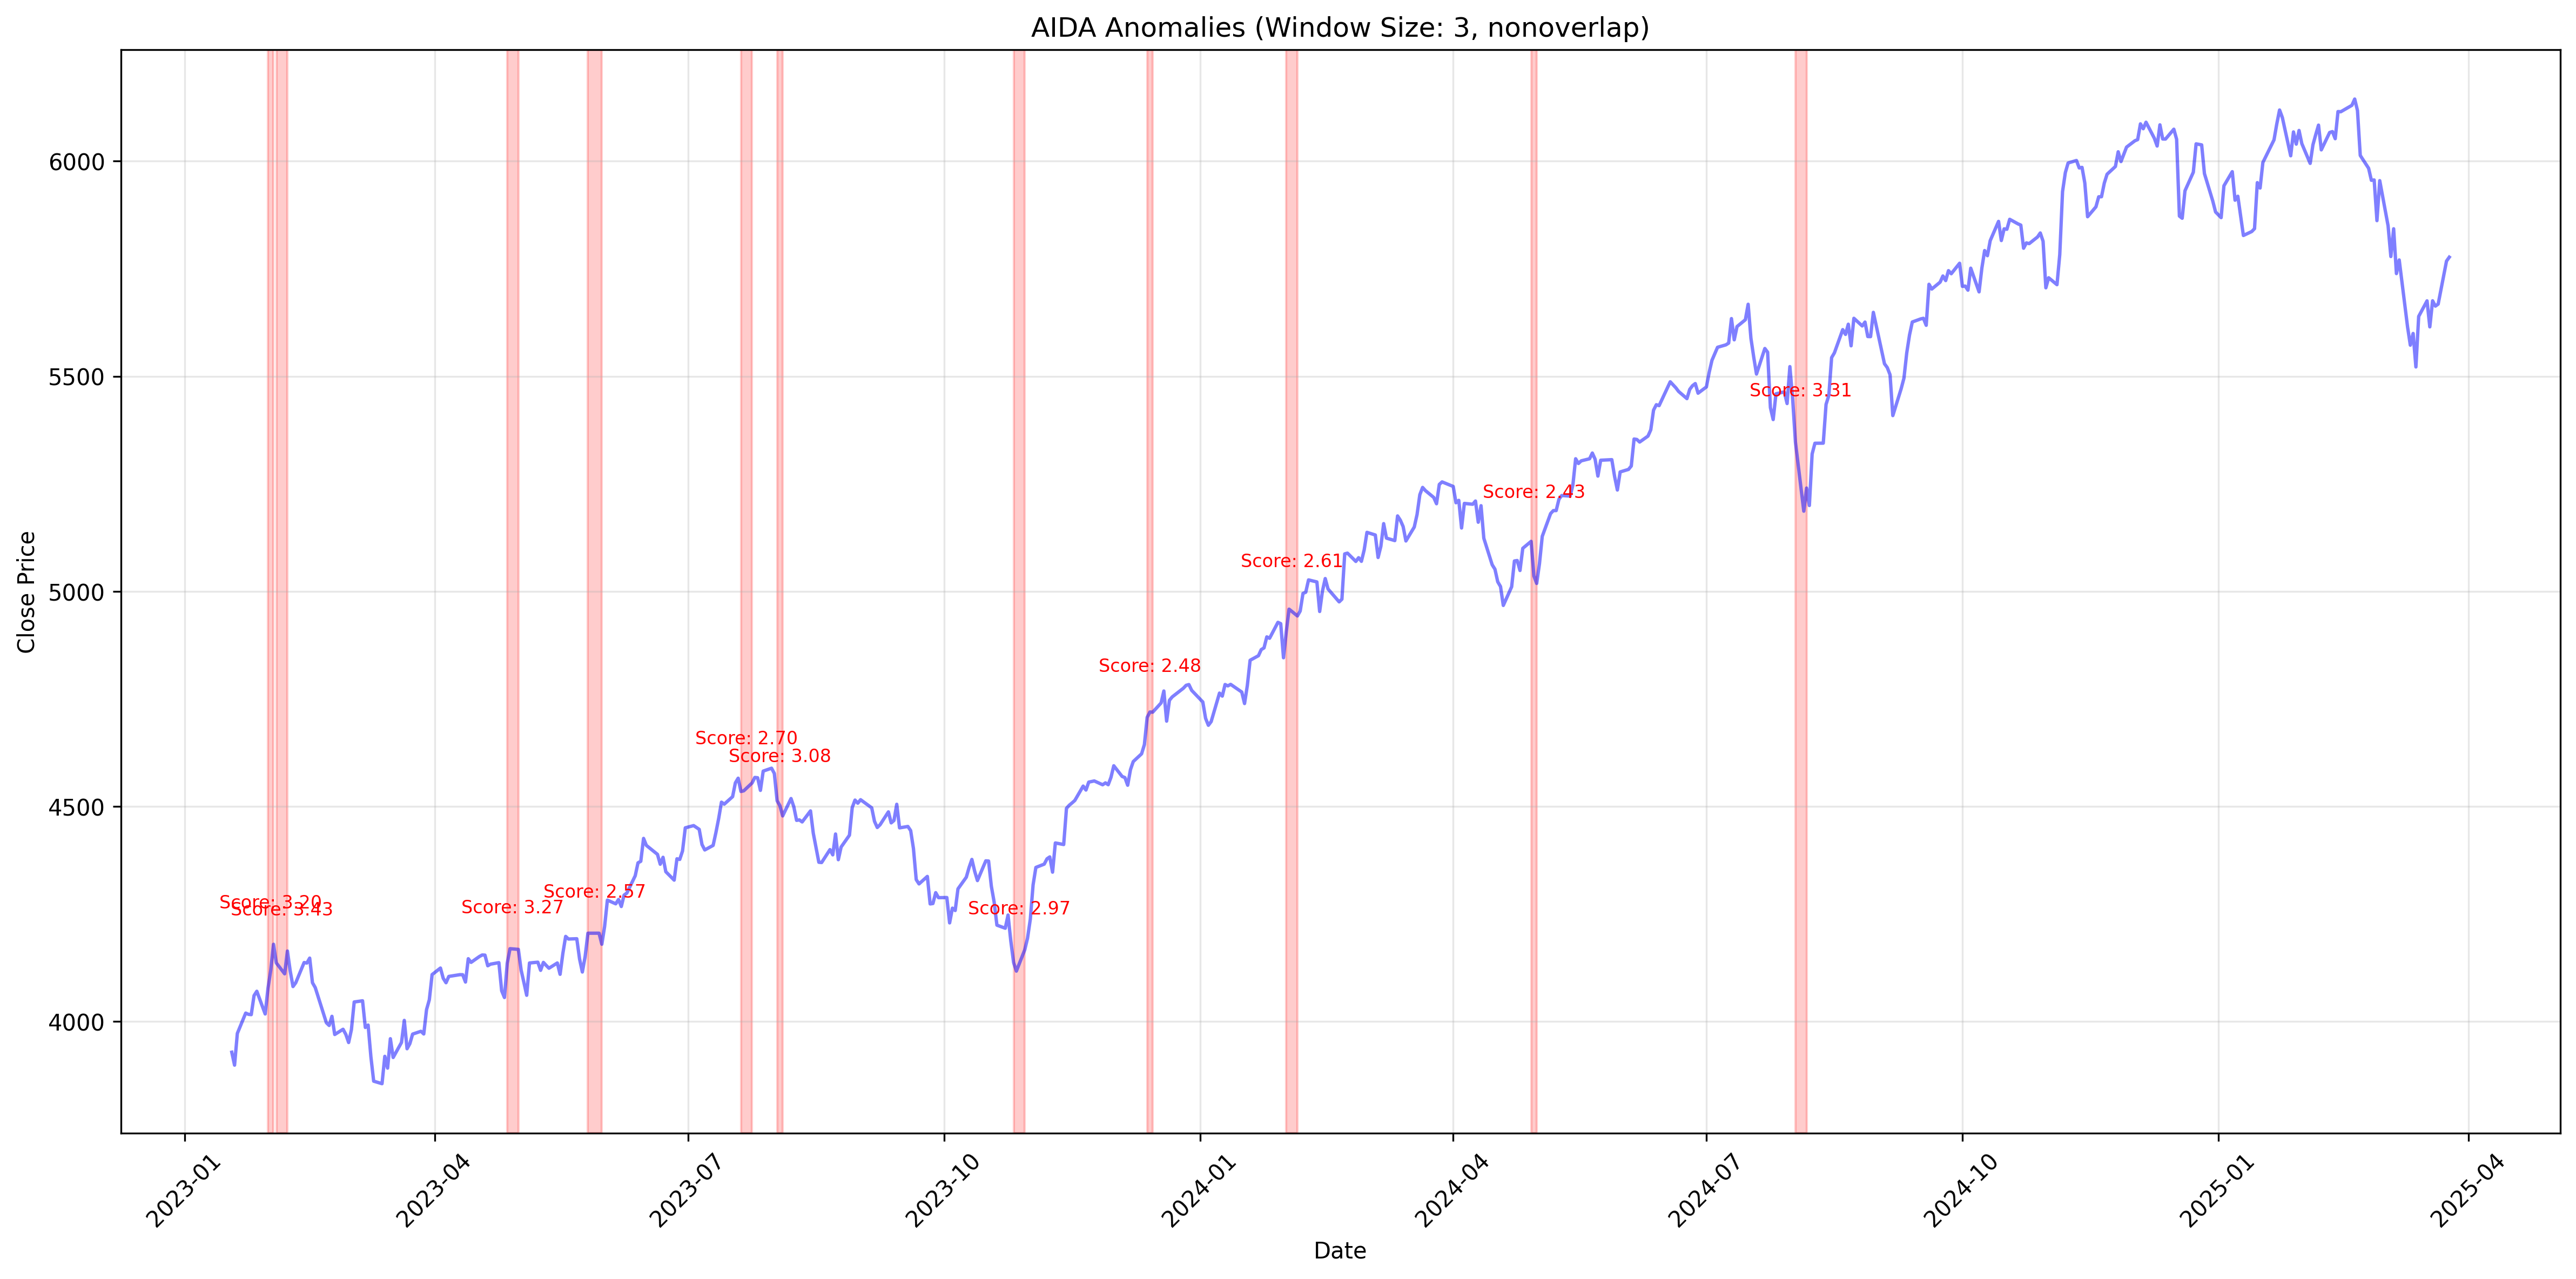 AIDA Anomalies (Window Size: 3, nonoverlap)
Close Price
6000
5500
5000
4500
4000
Score: 3.20
Score: 3.43
Score: 3.27
Score: 2.57
Score: 2.70
Score: 3.08
Score: 2.97
Score: 2.48
Score: 2.61
Score: 2.43
Score: 3.31
2023-01
2023-04
2023-07
2023-10
2024-01
2024-04
2024-07
2024-10
2025-01
2025-04
Date